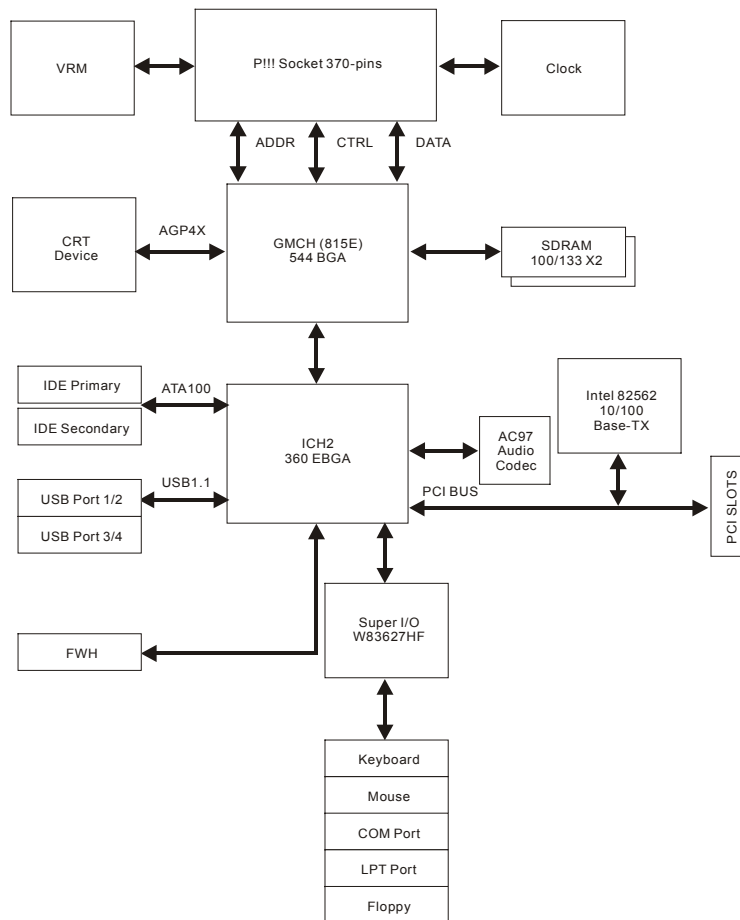 VRM
P!!! Socket 370-pins
Clock
ADDR
CTRL
DATA
CRT
Device
AGP4X
GMCH (815E)
544 BGA
SDRAM
100/133 X2
IDE Primary
IDE Secondary
ATA100
ICH2
360 EBGA
AC97
Audio
Codec
Intel 82562
10/100
Base-TX
USB Port 1/2
USB Port 3/4
USB1.1
PCI BUS
PCI SLOTS
FWH
Super I/O
W83627HF
Keyboard
Mouse
COM Port
LPT Port
Floppy